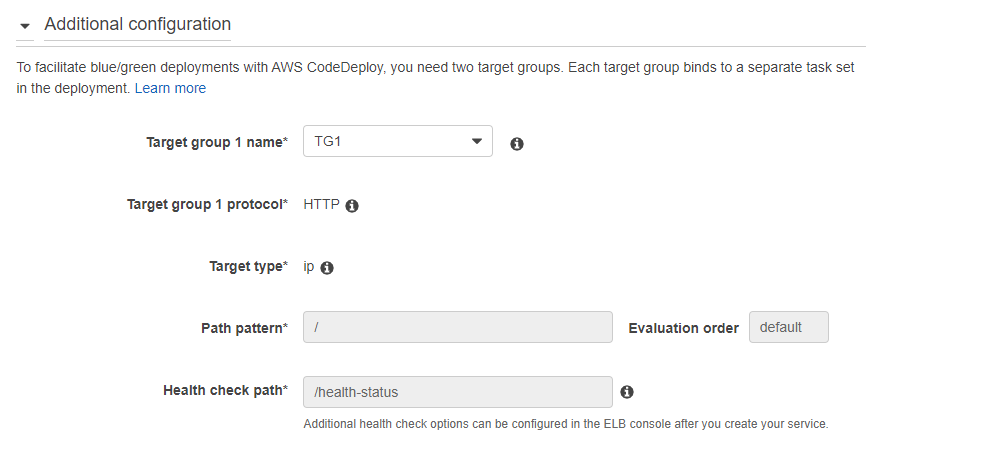 Additional configuration
To facilitate blue/green deployments with AWS CodeDeploy, you need two target groups. Each target group binds to a separate task set
in the deployment. Learn more
Target group 1 name* TG1
Target group 1 protocol* HTTP
Target type* ip
Path pattern* / Evaluation order default
Health check path* /health-status
Additional health check options can be configured in the ELB console after you create your service.